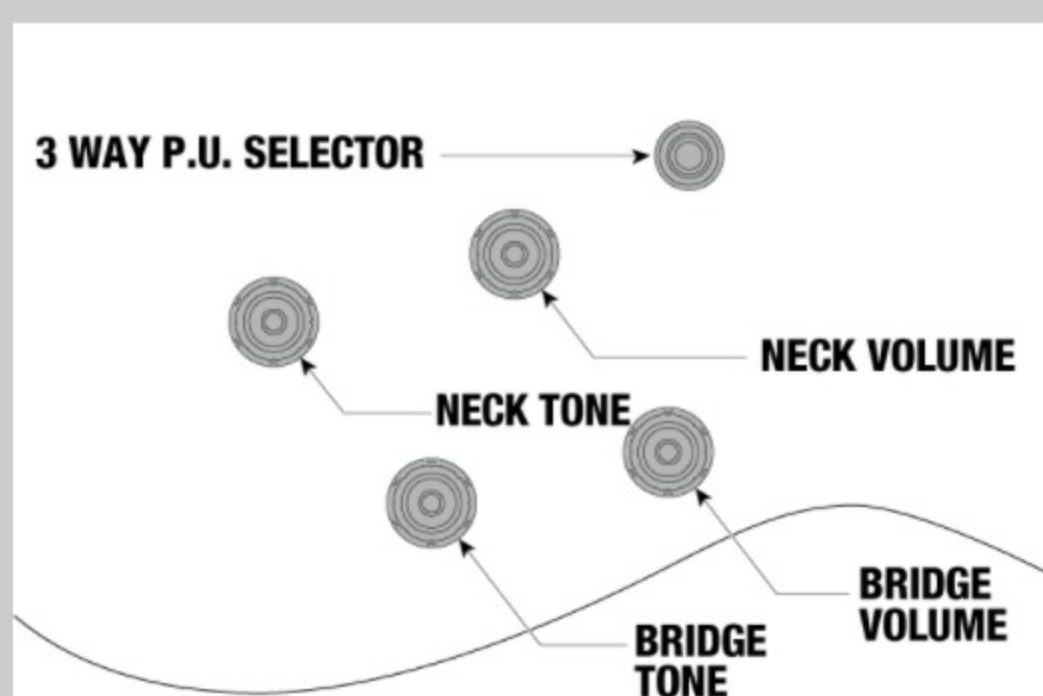 3 WAY P.U. SELECTOR
NECK VOLUME
NECK TONE
BRIDGE
VOLUME
BRIDGE
TONE